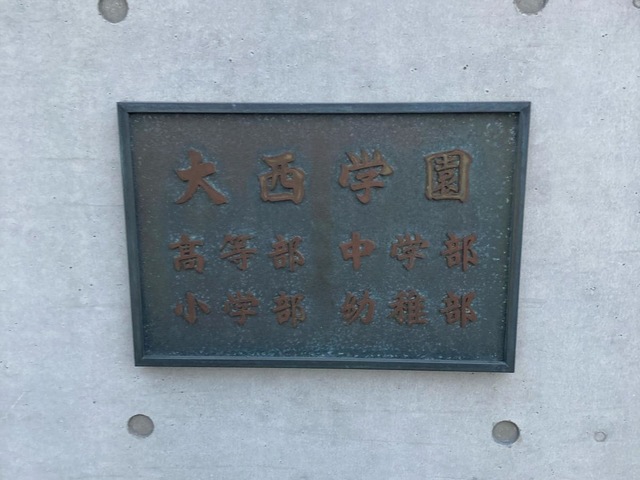 大西学園
高等部 中学部
小学部 幼稚部